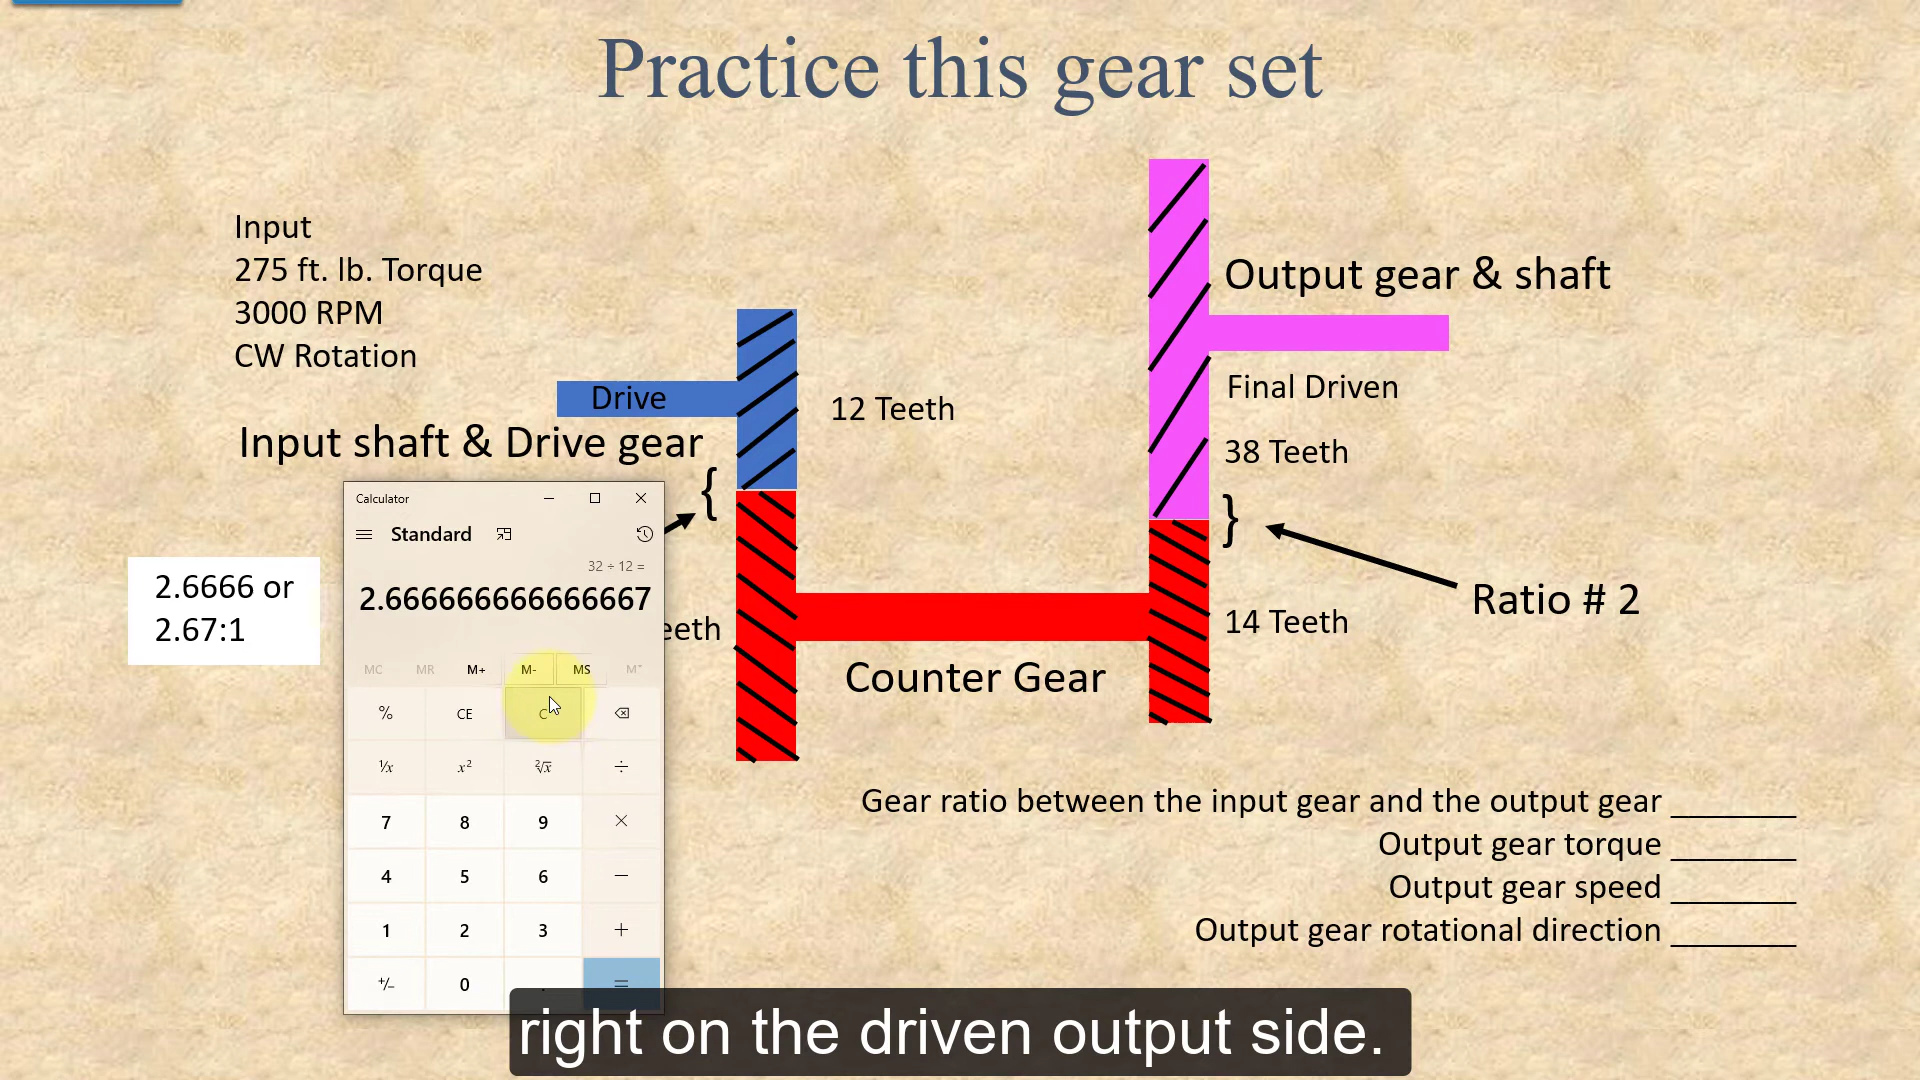 Practice this gear set
Input
275 ft. lb. Torque
3000 RPM
CW Rotation
Drive
Input shaft & Drive gear
12 Teeth
Output gear & shaft
Final Driven
38 Teeth
Ratio # 2
14 Teeth
Counter Gear
eeth
2.6666 or
2.67:1
Calculator
Standard
32 ÷ 12 =
2.666666666666667
MC MR M+ M- MS M˅
% CE C
¹/x x² ²√x ÷
7 8 9 ×
4 5 6 −
1 2 3 +
+/− 0 . =
Gear ratio between the input gear and the output gear _______
Output gear torque _______
Output gear speed _______
Output gear rotational direction _______
right on the driven output side.